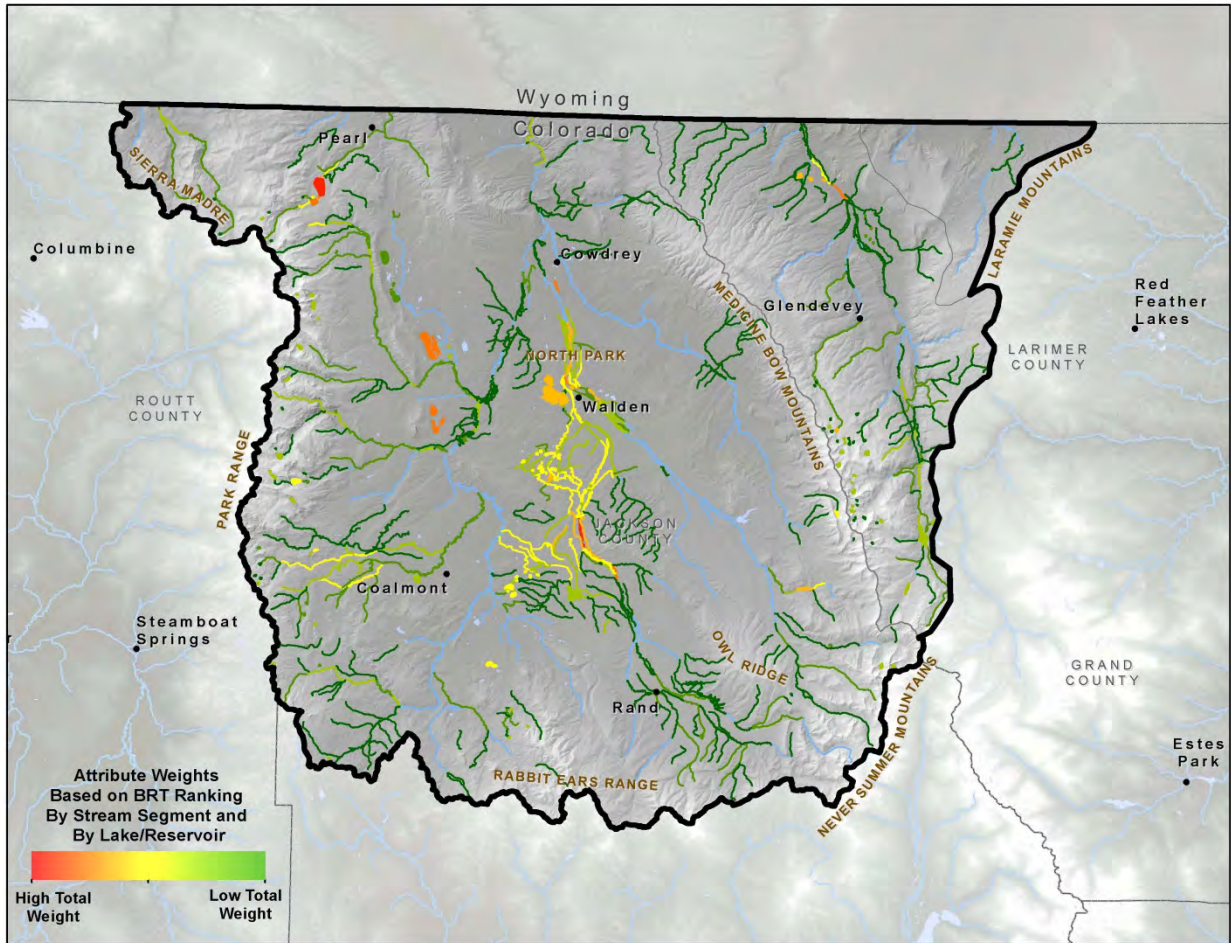 Wyoming
Colorado
Pearl
SIERRA MADRE
Columbine
Cowdrey
LARAMIE MOUNTAINS
MEDICINE BOW MOUNTAINS
Glendevey
Red
Feather
Lakes
NORTH PARK
LARIMER
COUNTY
ROUTT
COUNTY
Walden
PARK RANGE
JACKSON
COUNTY
Coalmont
Steamboat
Springs
OWL RIDGE
GRAND
COUNTY
Rand
NEVER SUMMER MOUNTAINS
Estes
Park
RABBIT EARS RANGE
Attribute Weights
Based on BRT Ranking
By Stream Segment and
By Lake/Reservoir
High Total
Weight
Low Total
Weight